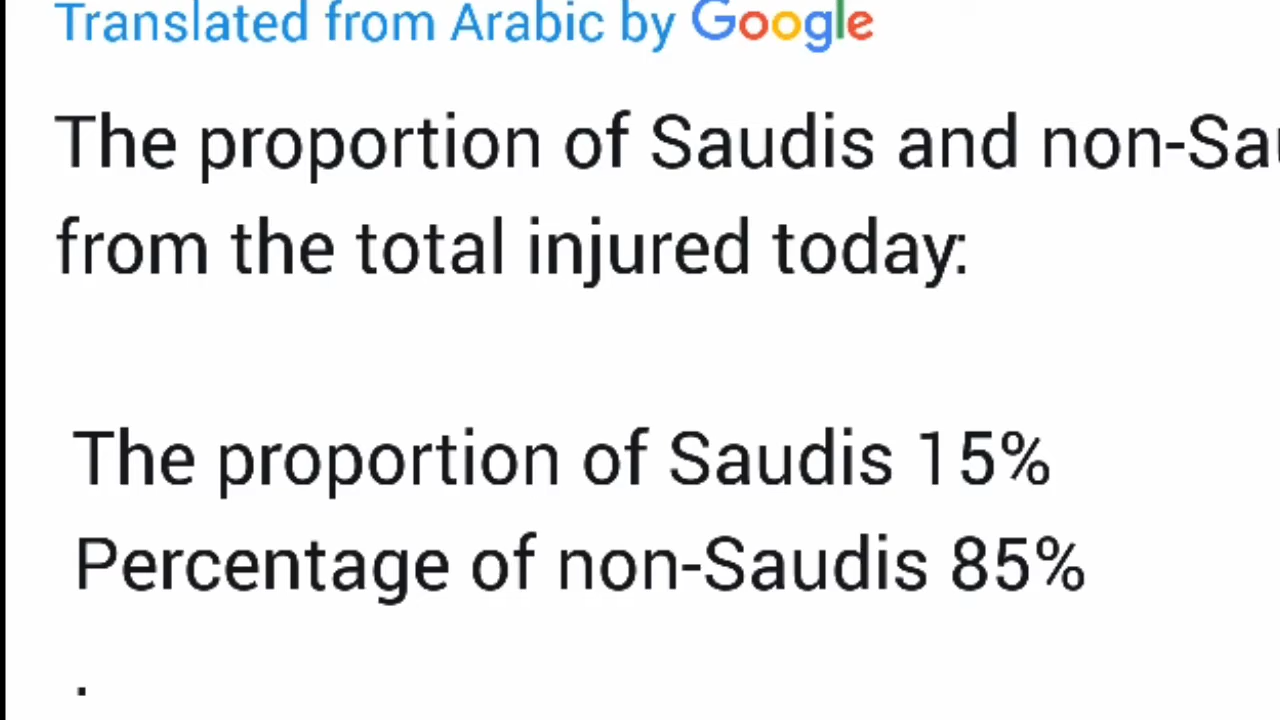 Translated from Arabic by Google
The proportion of Saudis and non-Sau
from the total injured today:
The proportion of Saudis 15%
Percentage of non-Saudis 85%
.